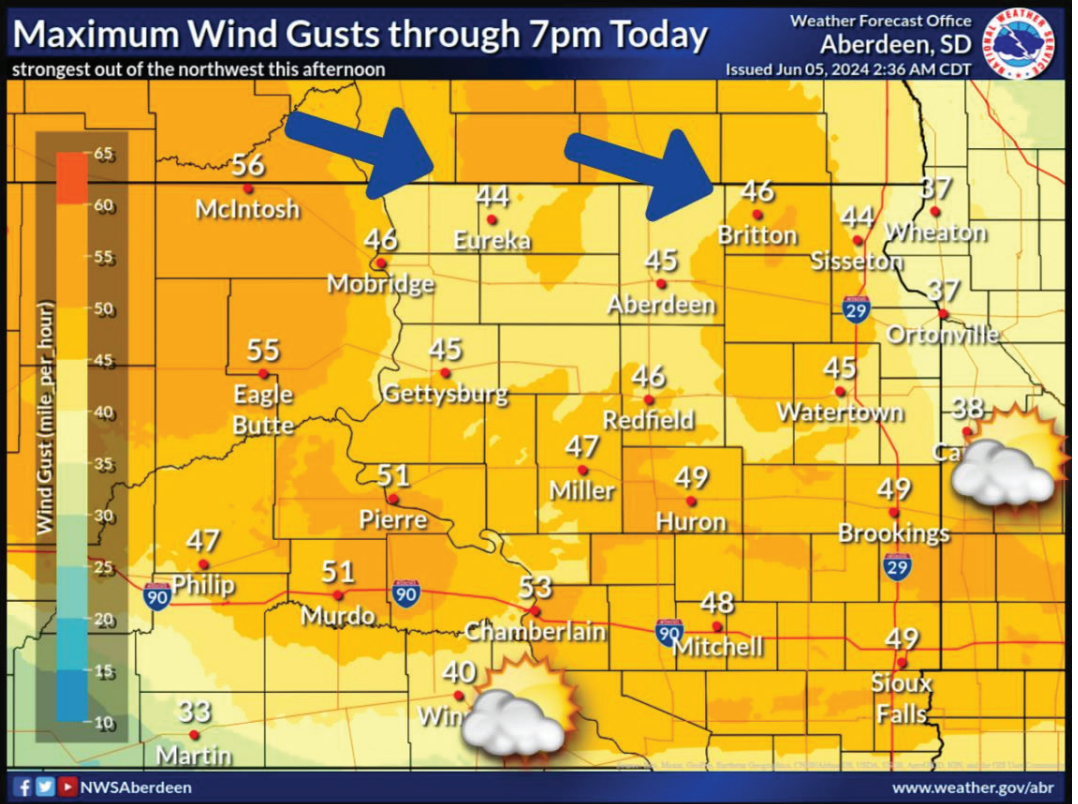 Maximum Wind Gusts through 7pm Today
strongest out of the northwest this afternoon
Weather Forecast Office
Aberdeen, SD
Issued Jun 05, 2024 2:36 AM CDT
NATIONAL WEATHER SERVICE
Wind Gust (mile_per_hour)
65
60
55
50
45
40
35
30
25
20
15
10
56
McIntosh
44
Eureka
46
Britton
37
Wheaton
44
Sisseton
46
Mobridge
45
Aberdeen
37
Ortonville
29
55
Eagle
Butte
45
Gettysburg
46
Redfield
45
Watertown
38
Ca
51
Pierre
47
Miller
49
Huron
49
Brookings
47
Philip
51
Murdo
53
Chamberlain
48
Mitchell
49
Sioux
Falls
29
90
90
90
40
Win
33
Martin
NWSAberdeen
www.weather.gov/abr